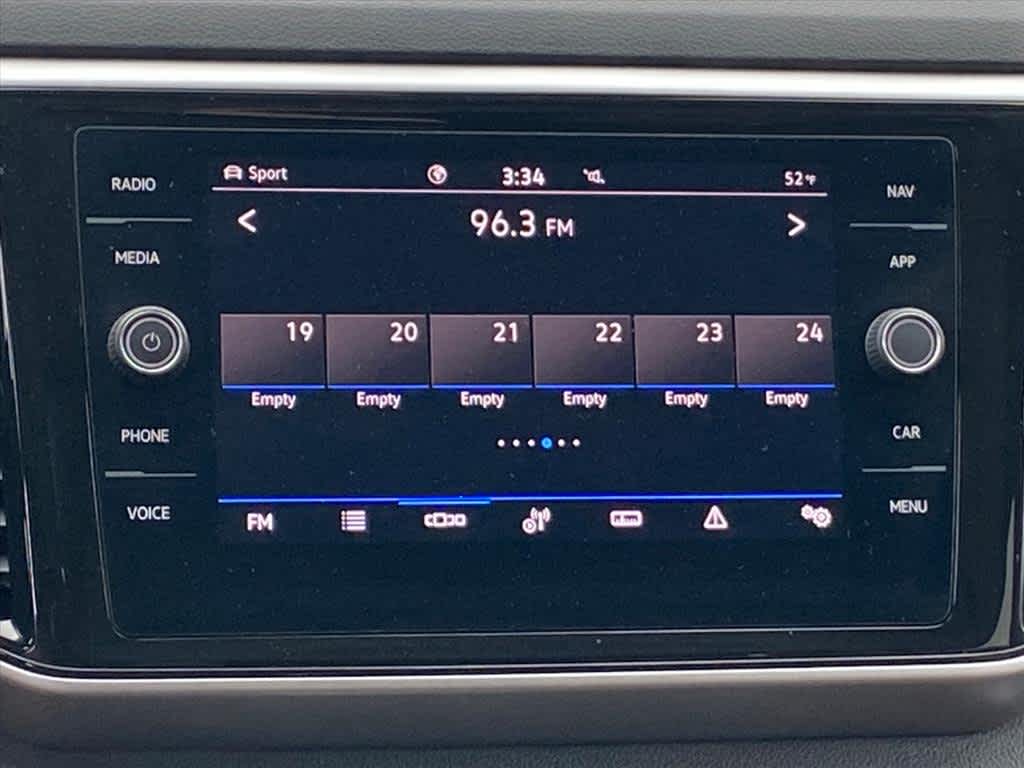 RADIO
MEDIA
PHONE
VOICE
Sport 3:34 52°F
< 96.3 FM >
19 20 21 22 23 24
Empty Empty Empty Empty Empty Empty
FM
NAV
APP
CAR
MENU